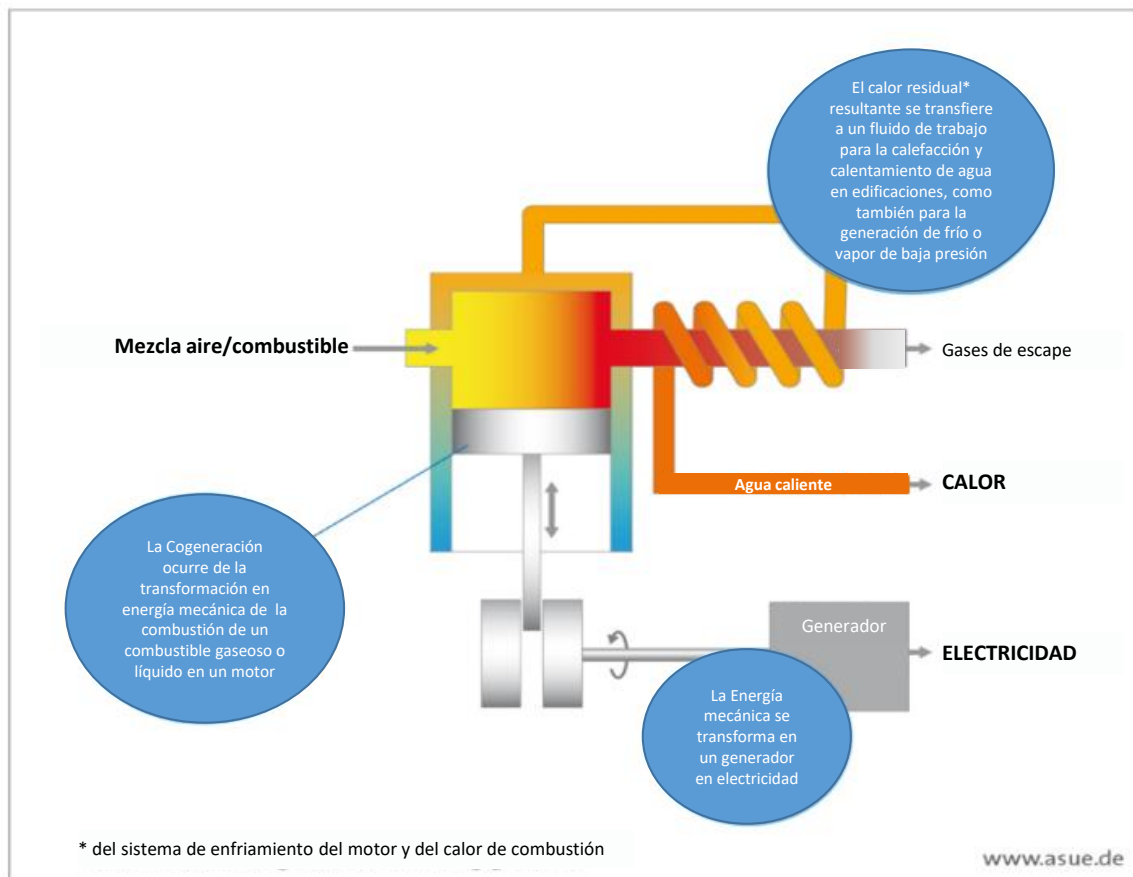 El calor residual*
resultante se transfiere
a un fluido de trabajo
para la calefacción y
calentamiento de agua
en edificaciones, como
también para la
generación de frío o
vapor de baja presión
Mezcla aire/combustible
Gases de escape
Agua caliente
CALOR
La Cogeneración
ocurre de la
transformación en
energía mecánica de la
combustión de un
combustible gaseoso o
líquido en un motor
Generador
ELECTRICIDAD
La Energía
mecánica se
transforma en
un generador
en electricidad
* del sistema de enfriamiento del motor y del calor de combustión
www.asue.de